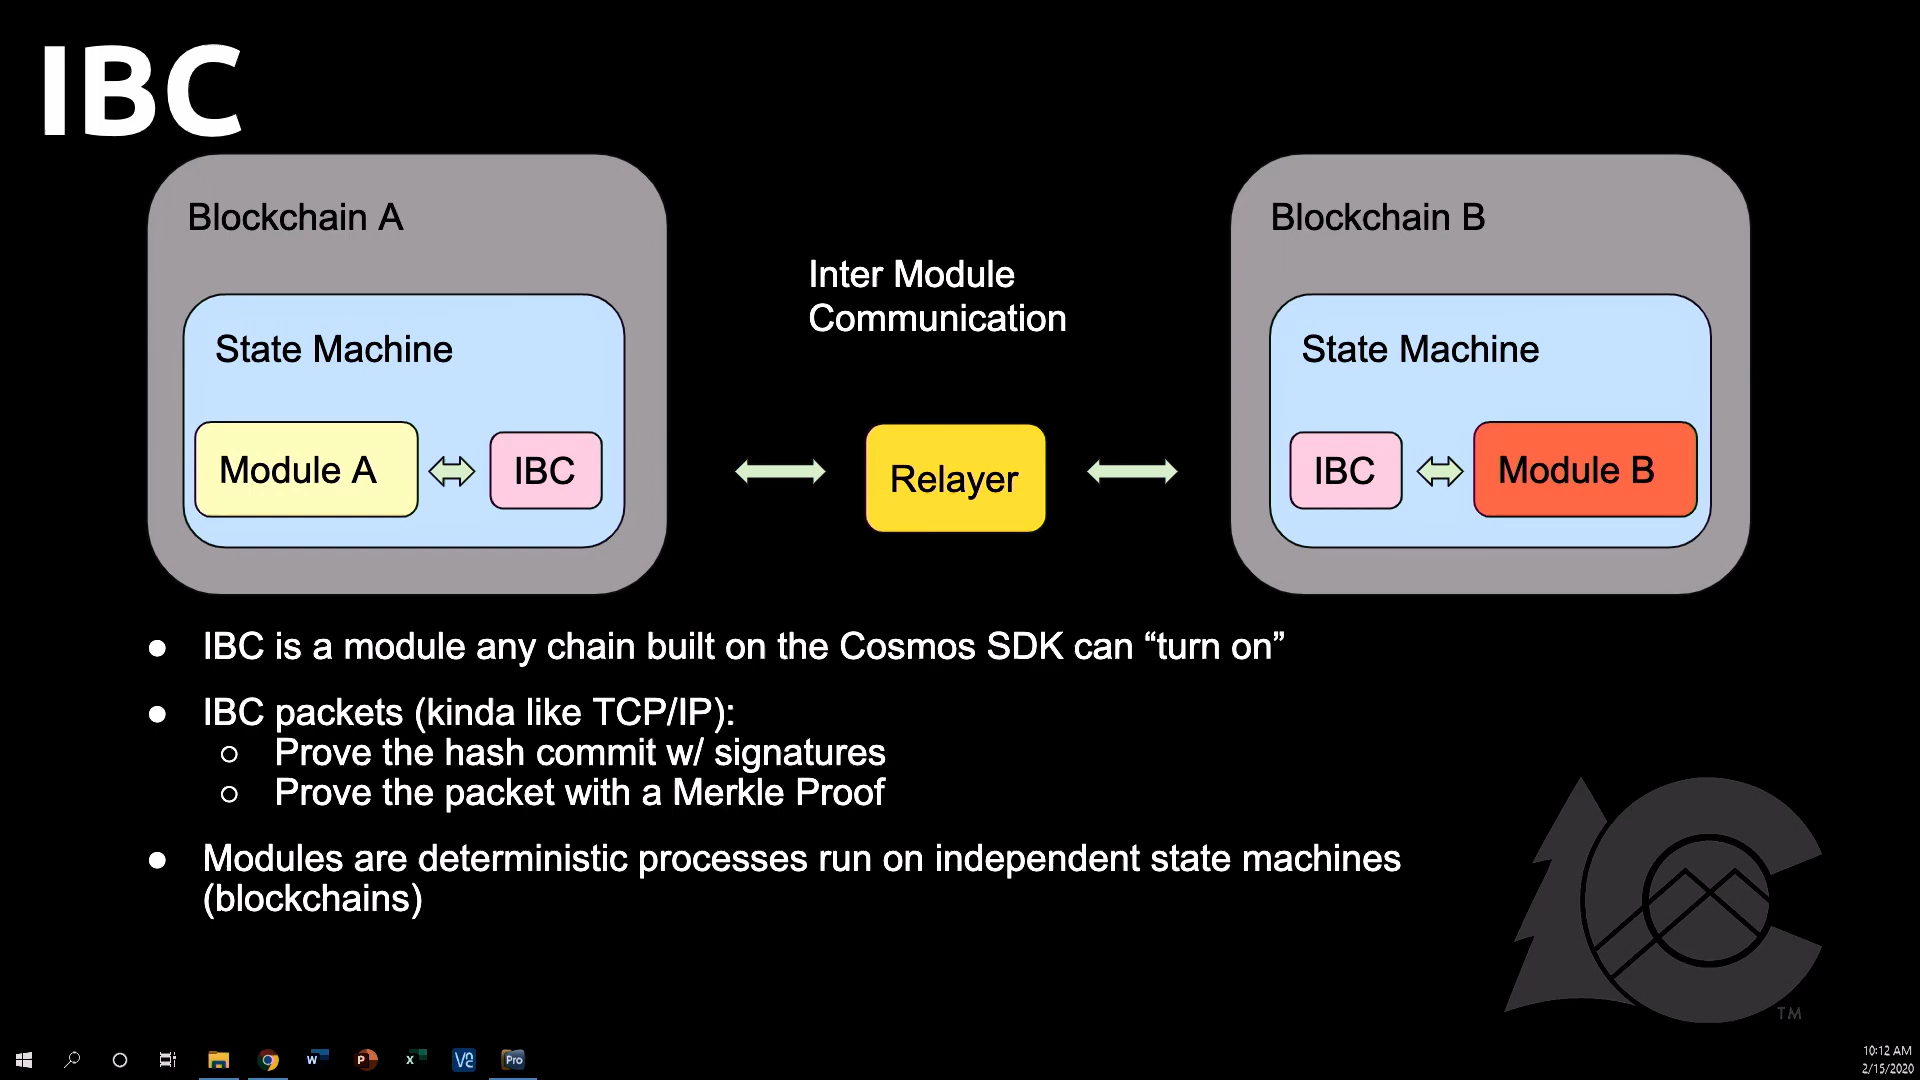 IBC
Blockchain A
State Machine
Module A
IBC
Inter Module
Communication
Relayer
Blockchain B
State Machine
IBC
Module B
● IBC is a module any chain built on the Cosmos SDK can “turn on”
● IBC packets (kinda like TCP/IP):
○ Prove the hash commit w/ signatures
○ Prove the packet with a Merkle Proof
● Modules are deterministic processes run on independent state machines
(blockchains)
TM
W
P
X
V2
Pro
10:12 AM
2/15/2020